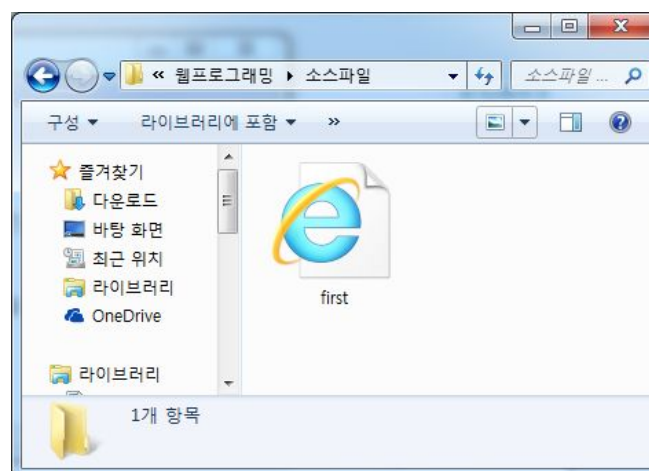 « 웹프로그래밍 ▶ 소스파일
소스파일 ...
구성 ▼ 라이브러리에 포함 ▼ »
즐겨찾기
다운로드
바탕 화면
최근 위치
라이브러리
OneDrive
라이브러리
first
1개 항목